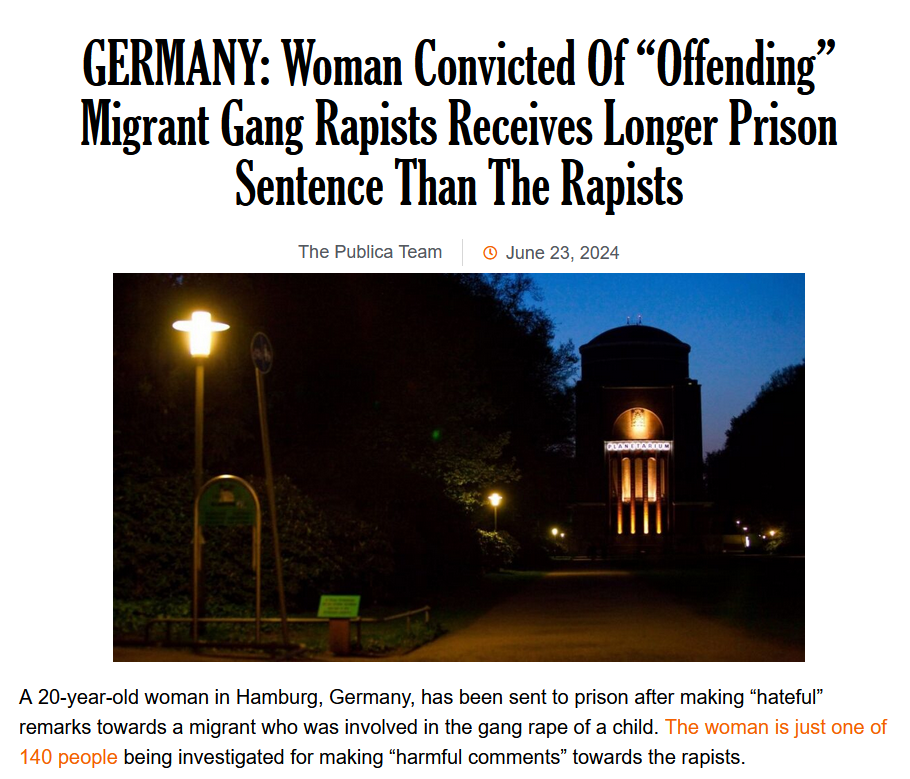 GERMANY: Woman Convicted Of “Offending”
Migrant Gang Rapists Receives Longer Prison
Sentence Than The Rapists
The Publica Team
June 23, 2024
PLANETARIUM
A 20-year-old woman in Hamburg, Germany, has been sent to prison after making “hateful”
remarks towards a migrant who was involved in the gang rape of a child. The woman is just one of
140 people being investigated for making “harmful comments” towards the rapists.